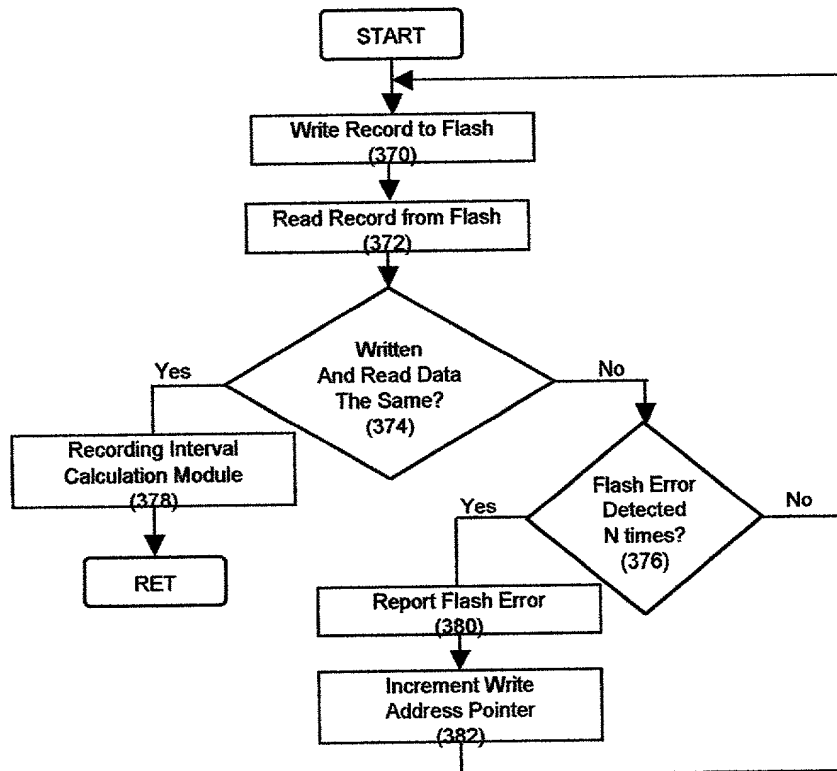 START
Write Record to Flash
(370)
Read Record from Flash
(372)
Written
And Read Data
The Same?
(374)
Yes
No
Recording Interval
Calculation Module
(378)
RET
Flash Error
Detected
N times?
(376)
Yes
No
Report Flash Error
(380)
Increment Write
Address Pointer
(382)